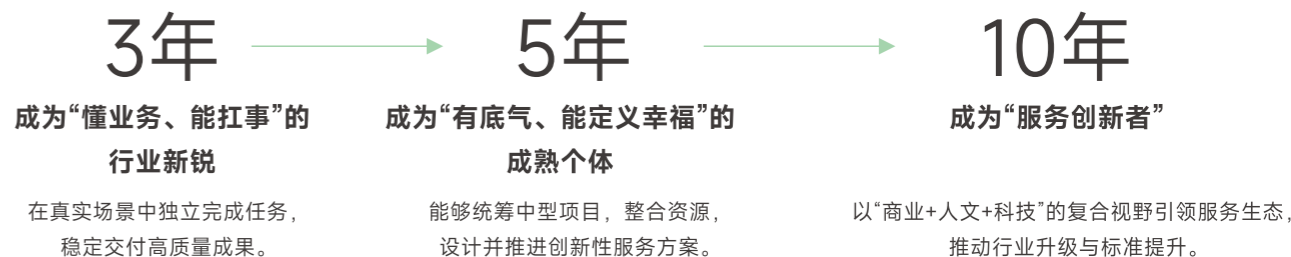 3年
成为“懂业务、能扛事”的
行业新锐
在真实场景中独立完成任务，
稳定交付高质量成果。
5年
成为“有底气、能定义幸福”的
成熟个体
能够统筹中型项目，整合资源，
设计并推进创新性服务方案。
10年
成为“服务创新者”
以“商业+人文+科技”的复合视野引领服务生态，
推动行业升级与标准提升。